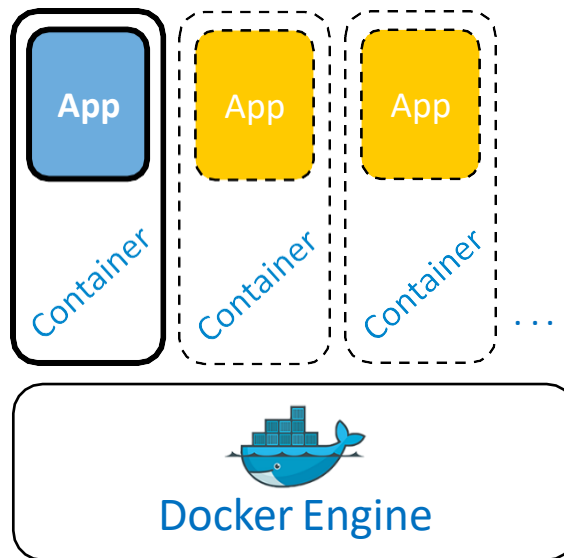 App
App
App
Container
Container
Container
. . .
Docker Engine